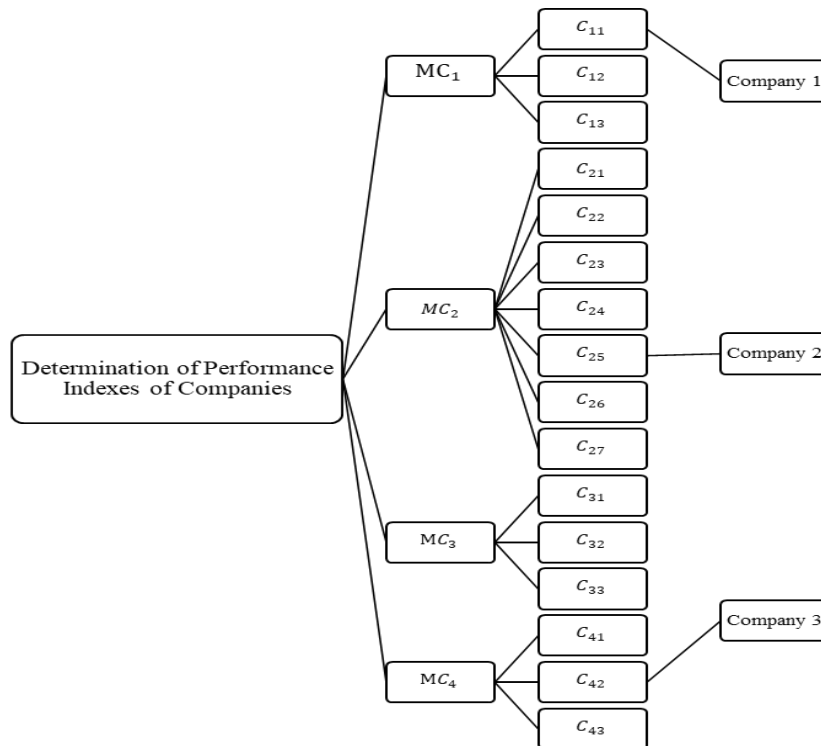 Determination of Performance
Indexes of Companies
MC₁
MC₂
MC₃
MC₄
C₁₁
C₁₂
C₁₃
C₂₁
C₂₂
C₂₃
C₂₄
C₂₅
C₂₆
C₂₇
C₃₁
C₃₂
C₃₃
C₄₁
C₄₂
C₄₃
Company 1
Company 2
Company 3